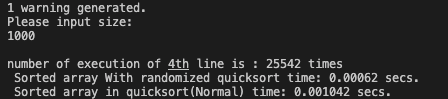 1 warning generated.
Please input size:
1000
number of execution of 4th line is : 25542 times
Sorted array With randomized quicksort time: 0.00062 secs.
Sorted array in quicksort(Normal) time: 0.001042 secs.